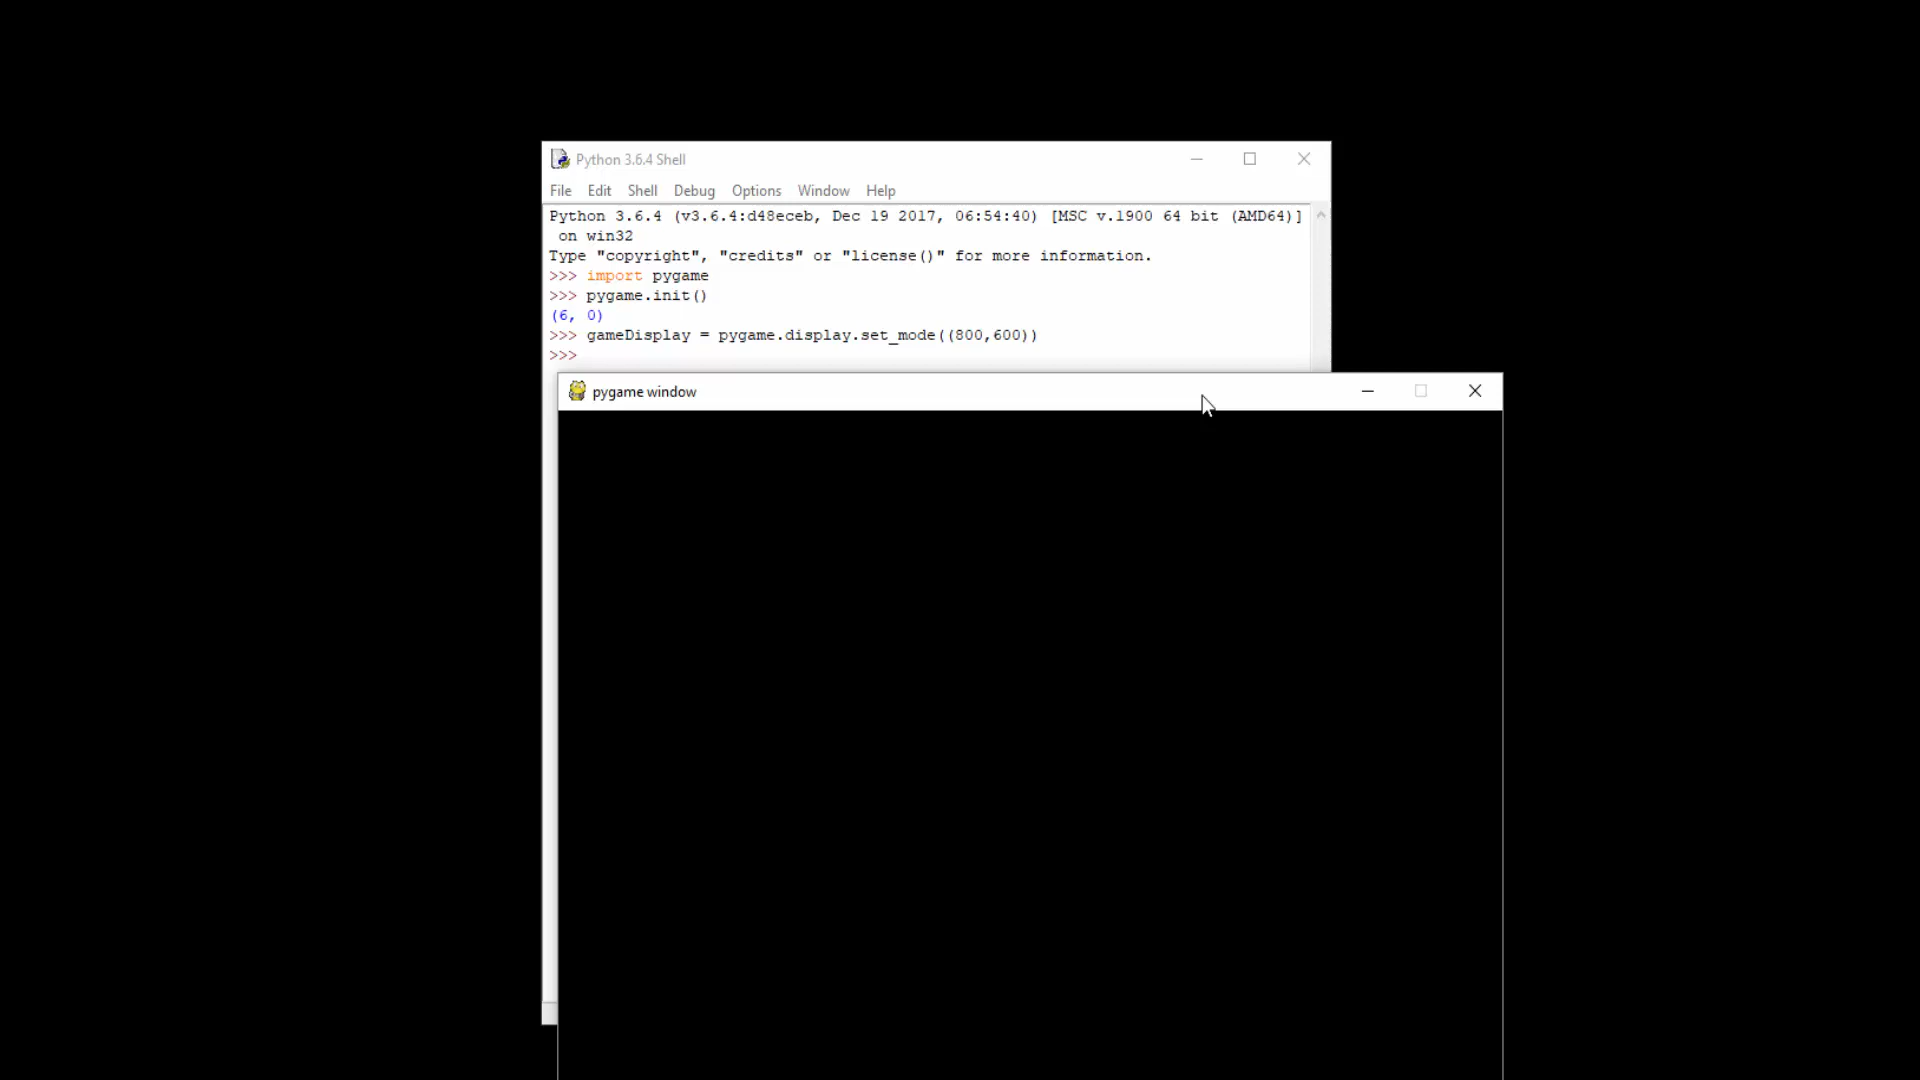 Python 3.6.4 Shell
File Edit Shell Debug Options Window Help
Python 3.6.4 (v3.6.4:d48eceb, Dec 19 2017, 06:54:40) [MSC v.1900 64 bit (AMD64)]
on win32
Type "copyright", "credits" or "license()" for more information.
>>> import pygame
>>> pygame.init()
(6, 0)
>>> gameDisplay = pygame.display.set_mode((800,600))
>>>
pygame window